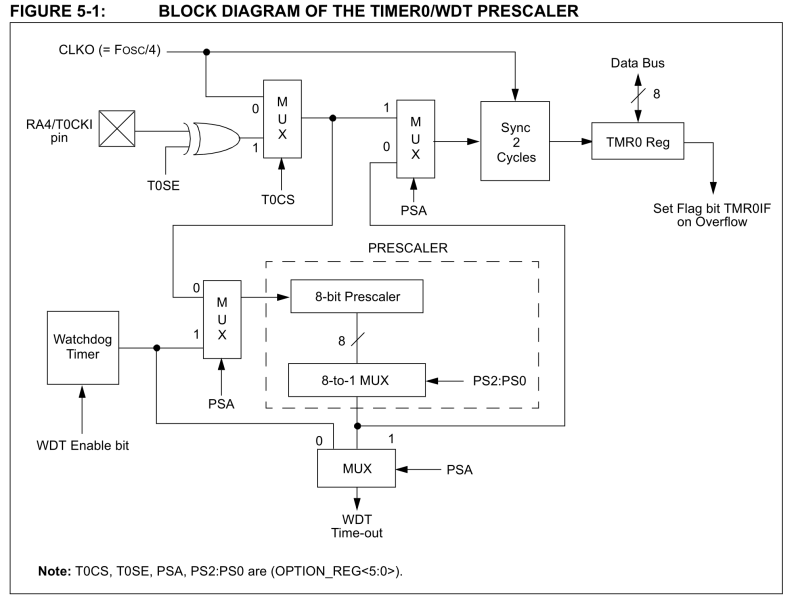 FIGURE 5-1: BLOCK DIAGRAM OF THE TIMER0/WDT PRESCALER
CLKO (= FOSC/4)
Data Bus
8
0
M
U
X
1
RA4/T0CKI
pin
T0SE
T0CS
1
M
U
X
0
PSA
Sync
2
Cycles
TMR0 Reg
Set Flag bit TMR0IF
on Overflow
PRESCALER
0
M
U
X
1
8-bit Prescaler
8
Watchdog
Timer
8-to-1 MUX
PS2:PS0
PSA
WDT Enable bit
0
1
MUX
PSA
WDT
Time-out
Note: T0CS, T0SE, PSA, PS2:PS0 are (OPTION_REG<5:0>).